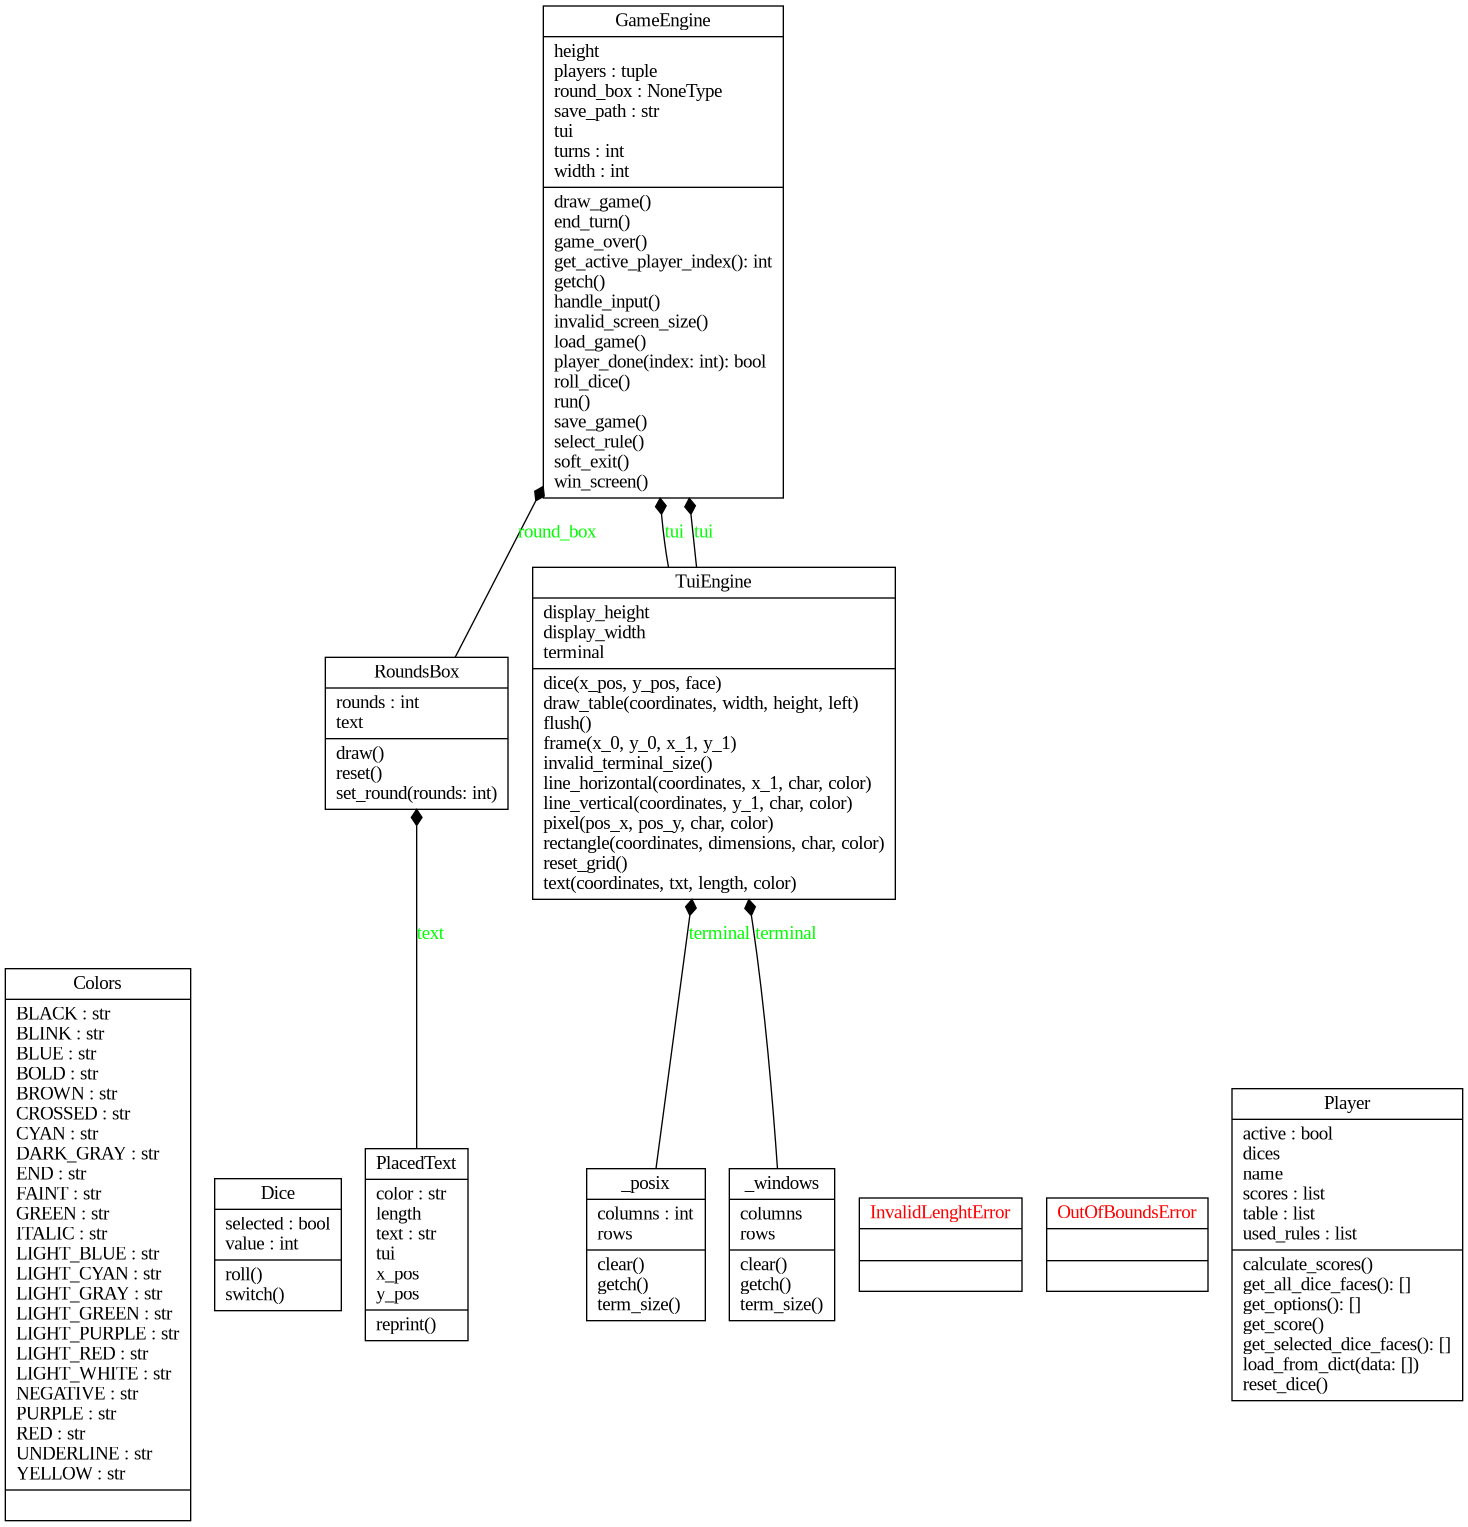 GameEngine
height
players : tuple
round_box : NoneType
save_path : str
tui
turns : int
width : int
draw_game()
end_turn()
game_over()
get_active_player_index(): int
getch()
handle_input()
invalid_screen_size()
load_game()
player_done(index: int): bool
roll_dice()
run()
save_game()
select_rule()
soft_exit()
win_screen()
round_box
tui
tui
TuiEngine
display_height
display_width
terminal
dice(x_pos, y_pos, face)
draw_table(coordinates, width, height, left)
flush()
frame(x_0, y_0, x_1, y_1)
invalid_terminal_size()
line_horizontal(coordinates, x_1, char, color)
line_vertical(coordinates, y_1, char, color)
pixel(pos_x, pos_y, char, color)
rectangle(coordinates, dimensions, char, color)
reset_grid()
text(coordinates, txt, length, color)
RoundsBox
rounds : int
text
draw()
reset()
set_round(rounds: int)
text
terminal
terminal
Colors
BLACK : str
BLINK : str
BLUE : str
BOLD : str
BROWN : str
CROSSED : str
CYAN : str
DARK_GRAY : str
END : str
FAINT : str
GREEN : str
ITALIC : str
LIGHT_BLUE : str
LIGHT_CYAN : str
LIGHT_GRAY : str
LIGHT_GREEN : str
LIGHT_PURPLE : str
LIGHT_RED : str
LIGHT_WHITE : str
NEGATIVE : str
PURPLE : str
RED : str
UNDERLINE : str
YELLOW : str
Dice
selected : bool
value : int
roll()
switch()
PlacedText
color : str
length
text : str
tui
x_pos
y_pos
reprint()
_posix
columns : int
rows
clear()
getch()
term_size()
_windows
columns
rows
clear()
getch()
term_size()
InvalidLenghtError
OutOfBoundsError
Player
active : bool
dices
name
scores : list
table : list
used_rules : list
calculate_scores()
get_all_dice_faces(): []
get_options(): []
get_score()
get_selected_dice_faces(): []
load_from_dict(data: [])
reset_dice()